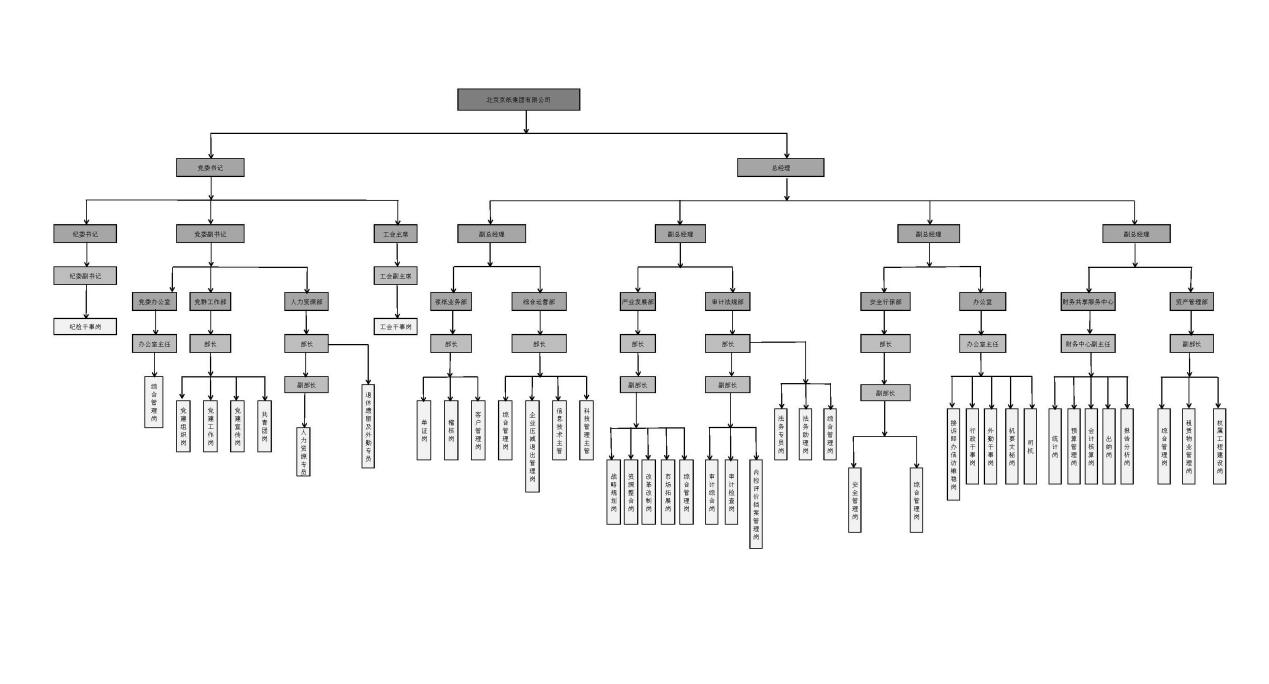 北京京纸集团有限公司
党委书记
总经理
纪委书记
党委副书记
工会主席
副总经理
副总经理
副总经理
副总经理
纪委副书记
工会副主席
党委办公室
党群工作部
人力资源部
浆纸业务部
综合运营部
产业发展部
审计法规部
安全行保部
办公室
财务共享服务中心
资产管理部
纪检干事岗
工会干事岗
办公室主任
部长
部长
部长
部长
部长
部长
部长
办公室主任
财务中心副主任
副部长
副部长
副部长
副部长
副部长
综合管理岗
党建组织岗
党建工作岗
党建宣传岗
共青团岗
人力资源专员
退休遗留及外勤专员
单证岗
稽核岗
客户管理岗
综合管理岗
企业压减退出管理岗
信息技术主管
科技管理主管
战略规划岗
资源整合岗
改革改制岗
市场拓展岗
综合管理岗
审计综合岗
审计检查岗
内控评价档案管理岗
法务专员岗
法务助理岗
综合管理岗
安全管理岗
综合管理岗
接诉即办信访维稳岗
行政干事岗
外勤干事岗
机要文秘岗
司机
统计岗
预算管理岗
会计核算岗
出纳岗
报告分析岗
综合管理岗
租赁物业管理岗
权属工程建设岗